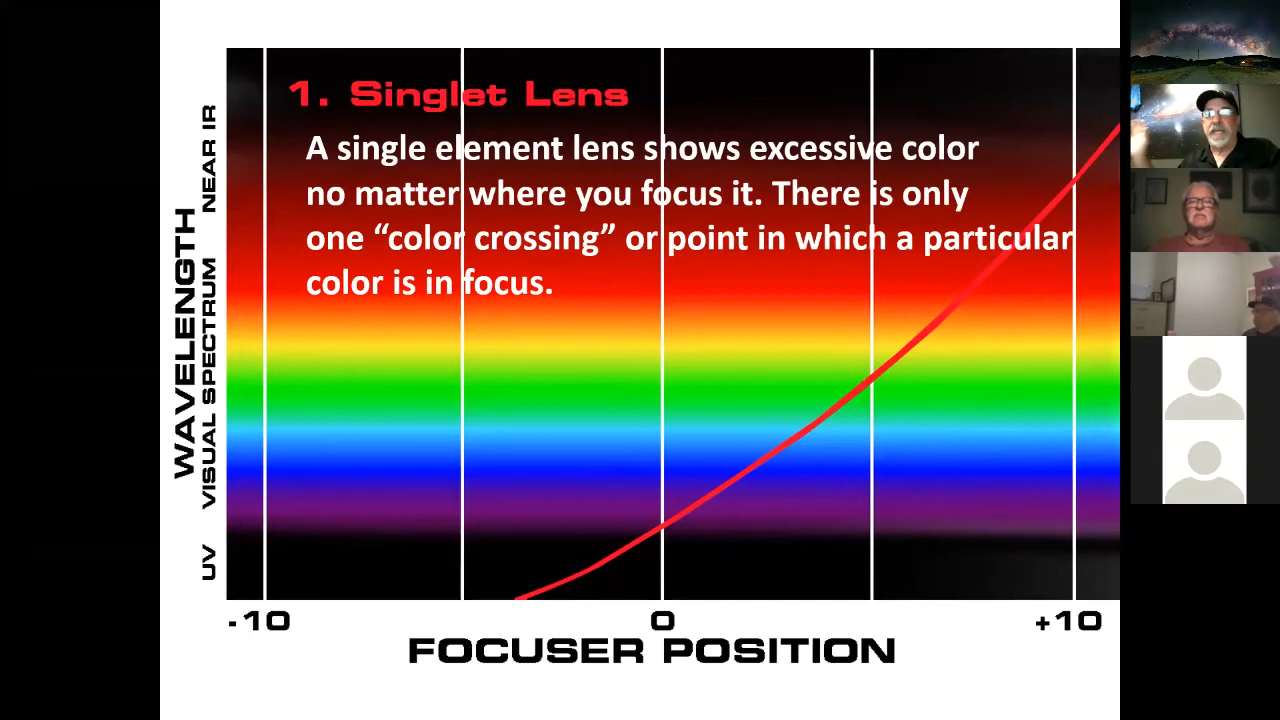 1. Singlet Lens
A single element lens shows excessive color
no matter where you focus it. There is only
one “color crossing” or point in which a particular
color is in focus.
WAVELENGTH
NEAR IR
VISUAL SPECTRUM
UV
-10
0
+10
FOCUSER POSITION